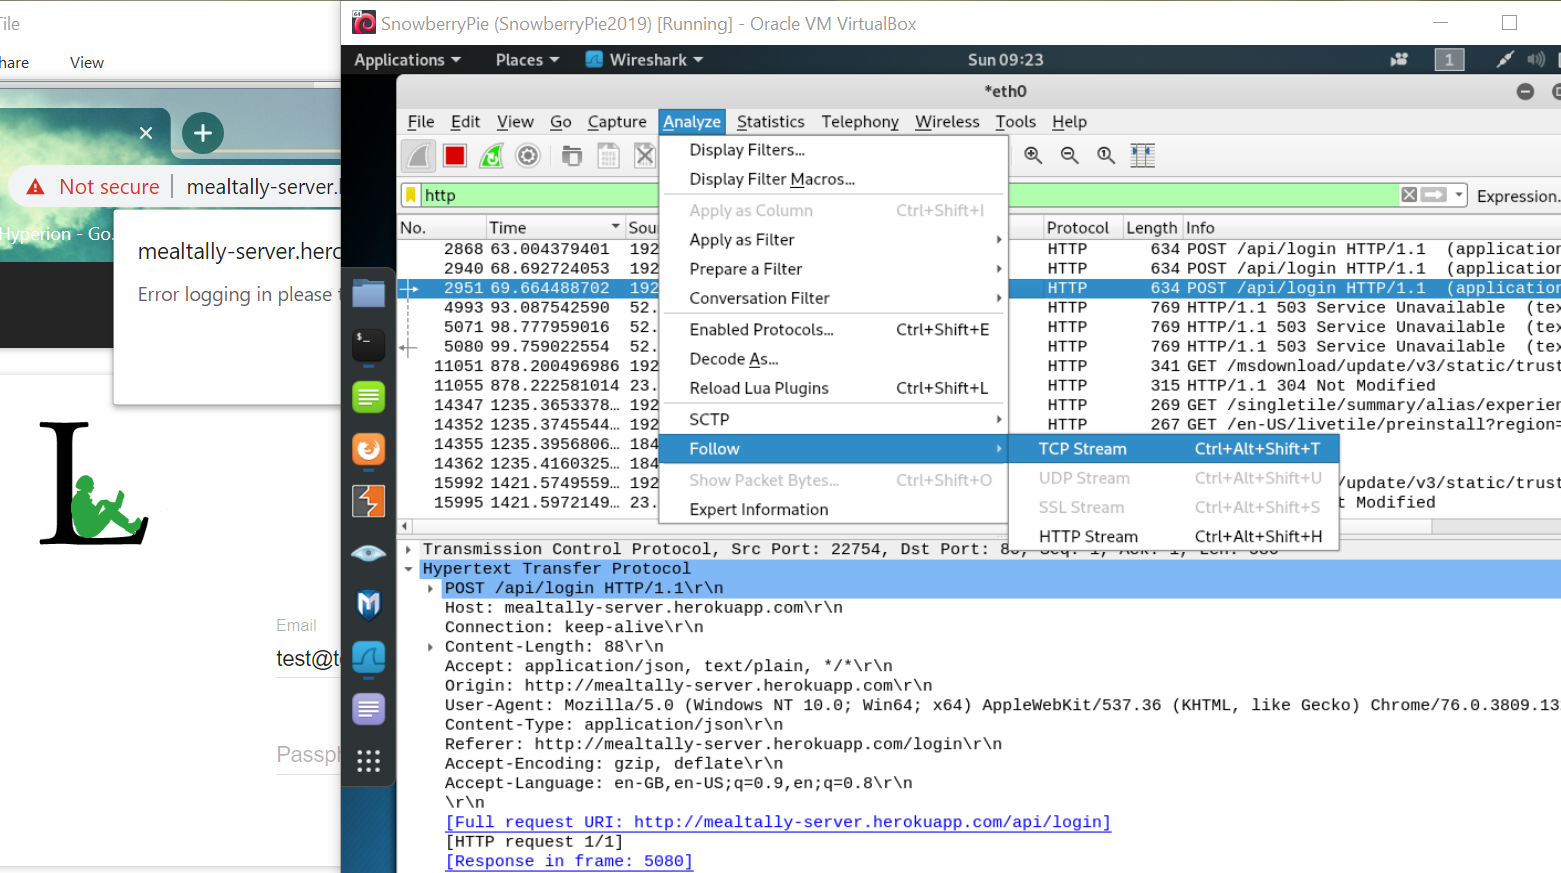 File
Share
View
Not secure
mealtally-server.
Hyperion - Go.
mealtally-server.hero
Error logging in please
L
Email
test@t
Passph
SnowberryPie (SnowberryPie2019) [Running] - Oracle VM VirtualBox
Applications Places Wireshark Sun 09:23 1
*eth0
File Edit View Go Capture Analyze Statistics Telephony Wireless Tools Help
http
Expression.
No. Time Sou Protocol Length Info
2868 63.004379401 192 HTTP 634 POST /api/login HTTP/1.1 (application
2940 68.692724053 192 HTTP 634 POST /api/login HTTP/1.1 (application
2951 69.664488702 192 HTTP 634 POST /api/login HTTP/1.1 (application
4993 93.087542590 52. HTTP 769 HTTP/1.1 503 Service Unavailable (tex
5071 98.777959016 52. HTTP 769 HTTP/1.1 503 Service Unavailable (tex
5080 99.759022554 52. HTTP 769 HTTP/1.1 503 Service Unavailable (tex
11051 878.200496986 192 HTTP 341 GET /msdownload/update/v3/static/trust
11055 878.222581014 23. HTTP 315 HTTP/1.1 304 Not Modified
14347 1235.3653378… 192 HTTP 269 GET /singletile/summary/alias/experien
14352 1235.3745544… 192 HTTP 267 GET /en-US/livetile/preinstall?region=
14355 1235.3956806… 184
14362 1235.4160325… 184
15992 1421.5749559… 192 /update/v3/static/trust
15995 1421.5972149… 23. t Modified
Display Filters...
Display Filter Macros...
Apply as Column Ctrl+Shift+I
Apply as Filter
Prepare a Filter
Conversation Filter
Enabled Protocols... Ctrl+Shift+E
Decode As...
Reload Lua Plugins Ctrl+Shift+L
SCTP
Follow
Show Packet Bytes... Ctrl+Shift+O
Expert Information
TCP Stream Ctrl+Alt+Shift+T
UDP Stream Ctrl+Alt+Shift+U
SSL Stream Ctrl+Alt+Shift+S
HTTP Stream Ctrl+Alt+Shift+H
Transmission Control Protocol, Src Port: 22754, Dst Port: 80, Seq: 1, Ack: 1, Len: 580
Hypertext Transfer Protocol
POST /api/login HTTP/1.1\r\n
Host: mealtally-server.herokuapp.com\r\n
Connection: keep-alive\r\n
Content-Length: 88\r\n
Accept: application/json, text/plain, */*\r\n
Origin: http://mealtally-server.herokuapp.com\r\n
User-Agent: Mozilla/5.0 (Windows NT 10.0; Win64; x64) AppleWebKit/537.36 (KHTML, like Gecko) Chrome/76.0.3809.13
Content-Type: application/json\r\n
Referer: http://mealtally-server.herokuapp.com/login\r\n
Accept-Encoding: gzip, deflate\r\n
Accept-Language: en-GB,en-US;q=0.9,en;q=0.8\r\n
\r\n
[Full request URI: http://mealtally-server.herokuapp.com/api/login]
[HTTP request 1/1]
[Response in frame: 5080]